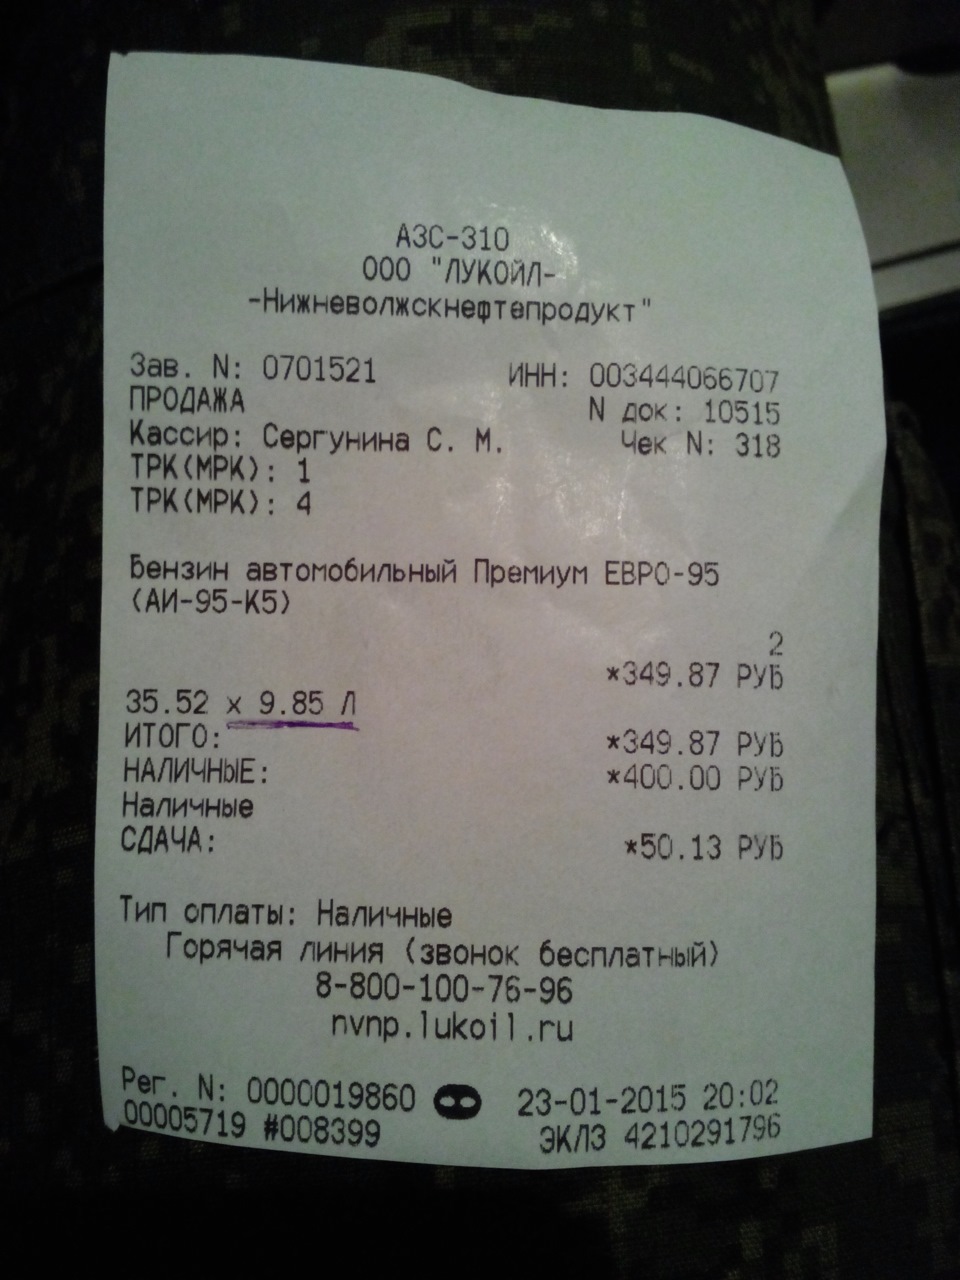 АЗС-310
ООО "ЛУКОЙЛ-
-Нижневолжскнефтепродукт"
Зав. N: 0701521 ИНН: 003444066707
ПРОДАЖА N док: 10515
Кассир: Сергунина С. М. Чек N: 318
ТРК(МРК): 1
ТРК(МРК): 4
Бензин автомобильный Премиум ЕВРО-95
(АИ-95-К5)
2
*349.87 РУБ
35.52 x 9.85 Л
ИТОГО: *349.87 РУБ
НАЛИЧНЫЕ: *400.00 РУБ
Наличные
СДАЧА: *50.13 РУБ
Тип оплаты: Наличные
Горячая линия (звонок бесплатный)
8-800-100-76-96
nvnp.lukoil.ru
Рег. N: 0000019860 23-01-2015 20:02
00005719 #008399 ЭКЛЗ 4210291796